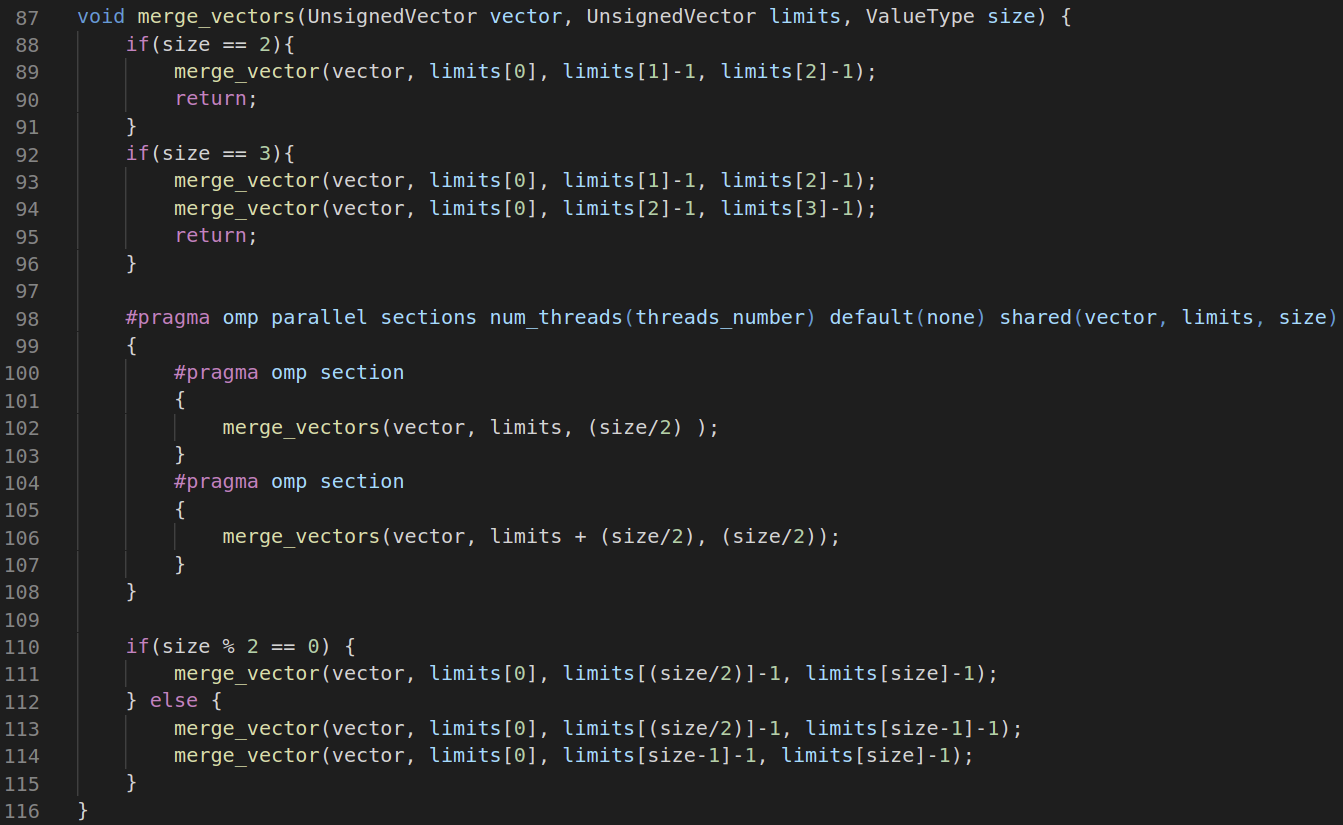 87 void merge_vectors(UnsignedVector vector, UnsignedVector limits, ValueType size) {
88 if(size == 2){
89 merge_vector(vector, limits[0], limits[1]-1, limits[2]-1);
90 return;
91 }
92 if(size == 3){
93 merge_vector(vector, limits[0], limits[1]-1, limits[2]-1);
94 merge_vector(vector, limits[0], limits[2]-1, limits[3]-1);
95 return;
96 }
97
98 #pragma omp parallel sections num_threads(threads_number) default(none) shared(vector, limits, size)
99 {
100 #pragma omp section
101 {
102 merge_vectors(vector, limits, (size/2) );
103 }
104 #pragma omp section
105 {
106 merge_vectors(vector, limits + (size/2), (size/2));
107 }
108 }
109
110 if(size % 2 == 0) {
111 merge_vector(vector, limits[0], limits[(size/2)]-1, limits[size]-1);
112 } else {
113 merge_vector(vector, limits[0], limits[(size/2)]-1, limits[size-1]-1);
114 merge_vector(vector, limits[0], limits[size-1]-1, limits[size]-1);
115 }
116 }